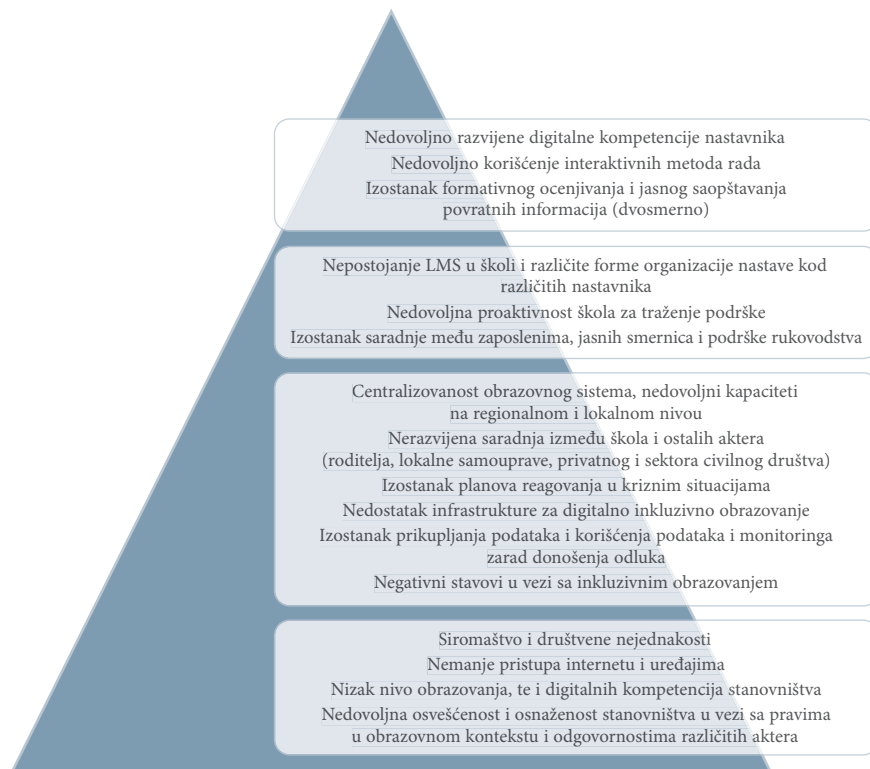 Nedovoljno razvijene digitalne kompetencije nastavnika
Nedovoljno korišćenje interaktivnih metoda rada
Izostanak formativnog ocenjivanja i jasnog saopštavanja
povratnih informacija (dvosmerno)
Nepostojanje LMS u školi i različite forme organizacije nastave kod
različitih nastavnika
Nedovoljna proaktivnost škola za traženje podrške
Izostanak saradnje među zaposlenima, jasnih smernica i podrške rukovodstva
Centralizovanost obrazovnog sistema, nedovoljni kapaciteti
na regionalnom i lokalnom nivou
Nerazvijena saradnja između škola i ostalih aktera
(roditelja, lokalne samouprave, privatnog i sektora civilnog društva)
Izostanak planova reagovanja u kriznim situacijama
Nedostatak infrastrukture za digitalno inkluzivno obrazovanje
Izostanak prikupljanja podataka i korišćenja podataka i monitoringa
zarad donošenja odluka
Negativni stavovi u vezi sa inkluzivnim obrazovanjem
Siromaštvo i društvene nejednakosti
Nemanje pristupa internetu i uređajima
Nizak nivo obrazovanja, te i digitalnih kompetencija stanovništva
Nedovoljna osvešćenost i osnaženost stanovništva u vezi sa pravima
u obrazovnom kontekstu i odgovornostima različitih aktera